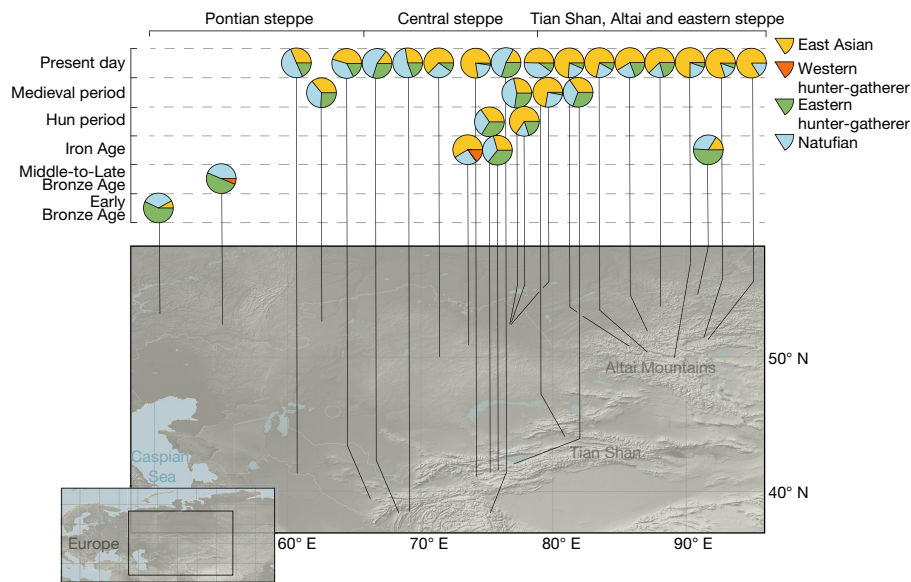 Pontian steppe
Central steppe
Tian Shan, Altai and eastern steppe
Present day
Medieval period
Hun period
Iron Age
Middle-to-Late
Bronze Age
Early
Bronze Age
East Asian
Western
hunter-gatherer
Eastern
hunter-gatherer
Natufian
50° N
Altai Mountains
Caspian
Sea
Tian Shan
40° N
Europe
60° E
70° E
80° E
90° E